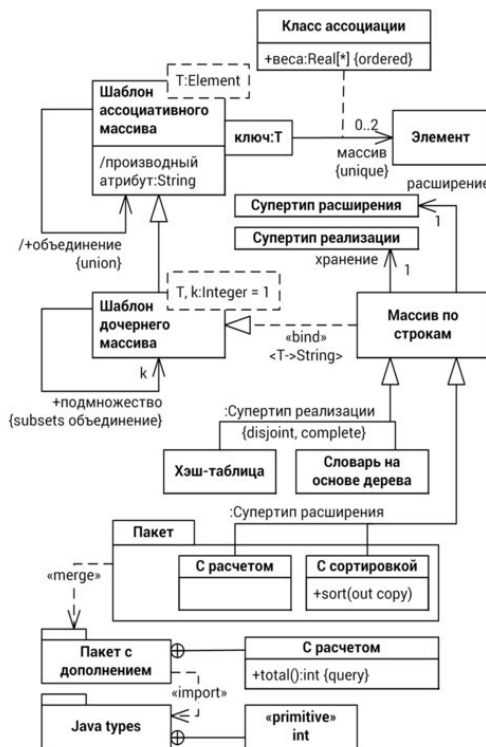 Класс ассоциации
+веса:Real[*] {ordered}
T:Element
Шаблон
ассоциативного
массива
/производный
атрибут:String
ключ:T
0..2
массив
{unique}
Элемент
/+объединение
{union}
расширение
1
Супертип расширения
Супертип реализации
хранение
1
T, k:Integer = 1
Шаблон
дочернего
массива
k
+подмножество
{subsets объединение}
«bind»
<T->String>
Массив по
строкам
:Супертип реализации
{disjoint, complete}
Хэш-таблица
Словарь на
основе дерева
:Супертип расширения
Пакет
С расчетом
С сортировкой
+sort(out copy)
«merge»
Пакет с
дополнением
С расчетом
+total():int {query}
«import»
Java types
«primitive»
int